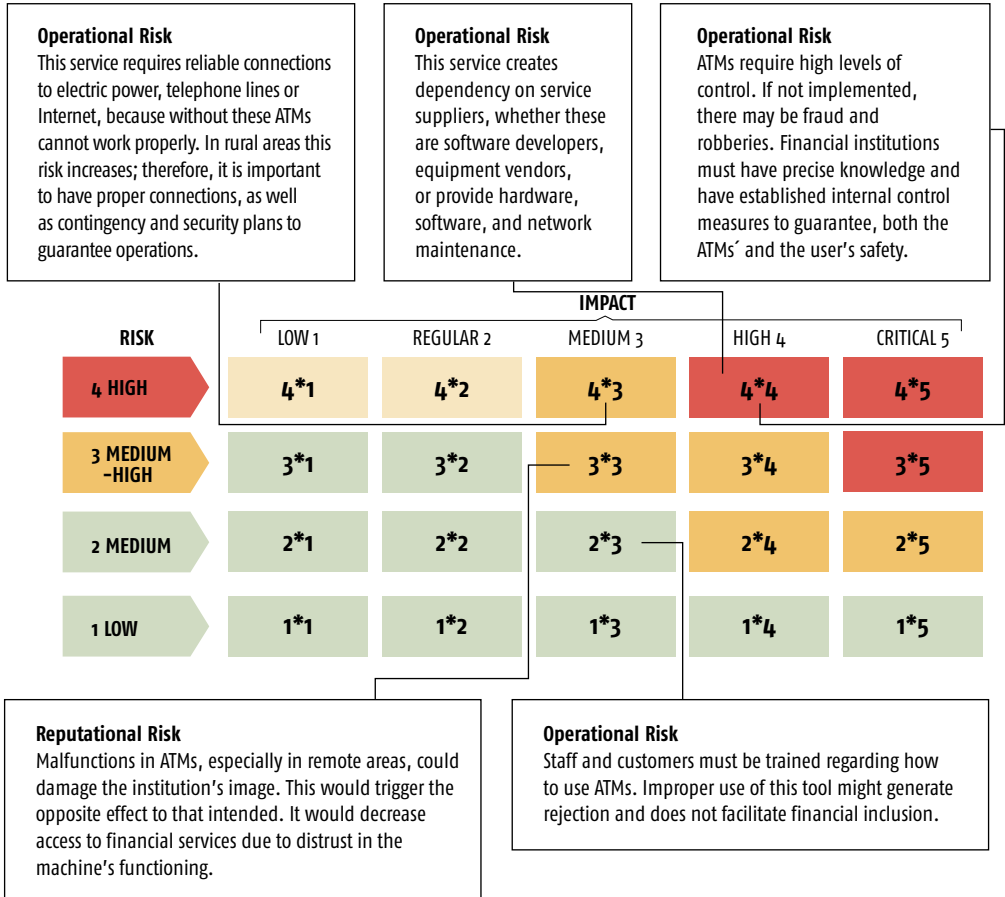 Operational Risk
This service requires reliable connections
to electric power, telephone lines or
Internet, because without these ATMs
cannot work properly. In rural areas this
risk increases; therefore, it is important
to have proper connections, as well
as contingency and security plans to
guarantee operations.
Operational Risk
This service creates
dependency on service
suppliers, whether these
are software developers,
equipment vendors,
or provide hardware,
software, and network
maintenance.
Operational Risk
ATMs require high levels of
control. If not implemented,
there may be fraud and
robberies. Financial institutions
must have precise knowledge and
have established internal control
measures to guarantee, both the
ATMs´ and the user's safety.
IMPACT
RISK LOW 1 REGULAR 2 MEDIUM 3 HIGH 4 CRITICAL 5
4 HIGH 4*1 4*2 4*3 4*4 4*5
3 MEDIUM
-HIGH 3*1 3*2 3*3 3*4 3*5
2 MEDIUM 2*1 2*2 2*3 2*4 2*5
1 LOW 1*1 1*2 1*3 1*4 1*5
Reputational Risk
Malfunctions in ATMs, especially in remote areas, could
damage the institution's image. This would trigger the
opposite effect to that intended. It would decrease
access to financial services due to distrust in the
machine's functioning.
Operational Risk
Staff and customers must be trained regarding how
to use ATMs. Improper use of this tool might generate
rejection and does not facilitate financial inclusion.